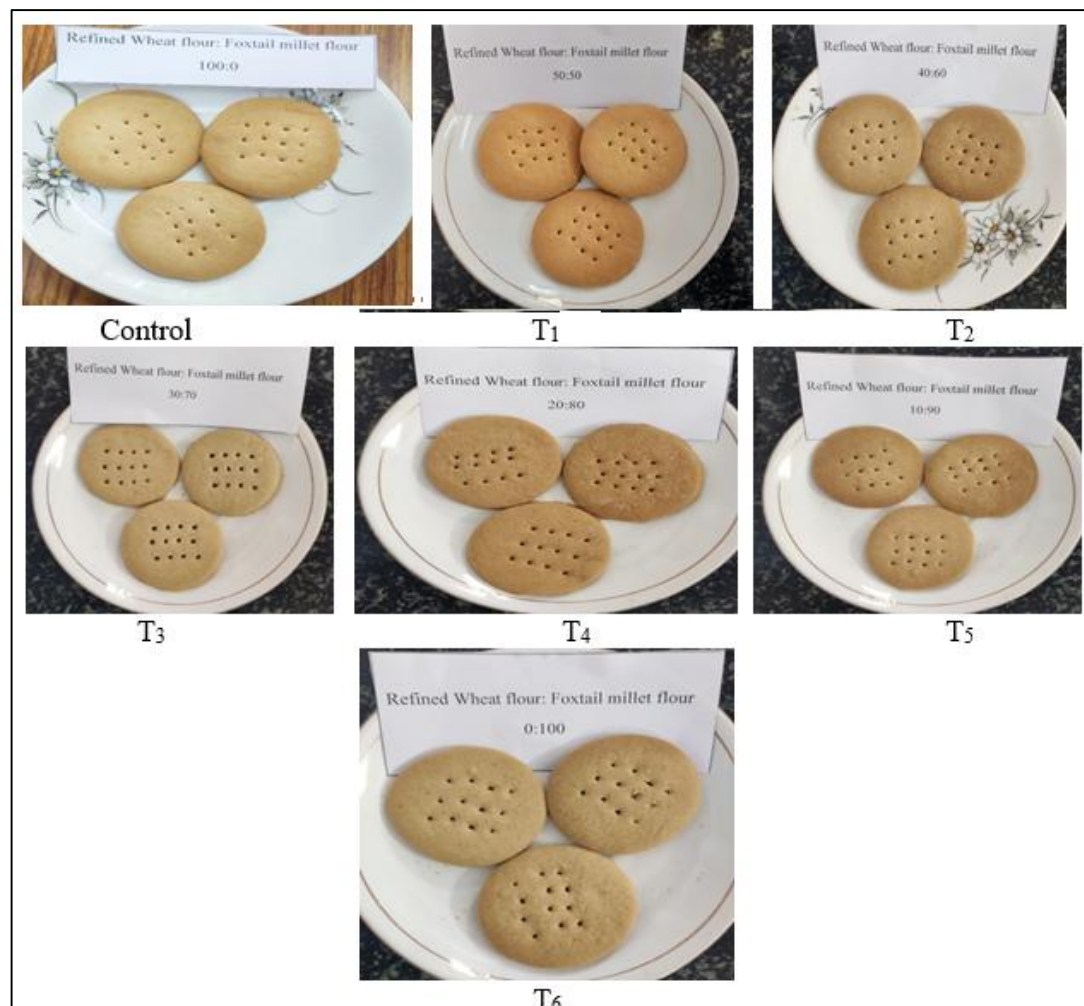 Refined Wheat flour: Foxtail millet flour
100:0
Refined Wheat flour: Foxtail millet flour
50:50
Refined Wheat flour: Foxtail millet flour
40:60
Control
T₁
T₂
Refined Wheat flour: Foxtail millet flour
30:70
Refined Wheat flour: Foxtail millet flour
20:80
Refined Wheat flour: Foxtail millet flour
10:90
T₃
T₄
T₅
Refined Wheat flour: Foxtail millet flour
0:100
T₆